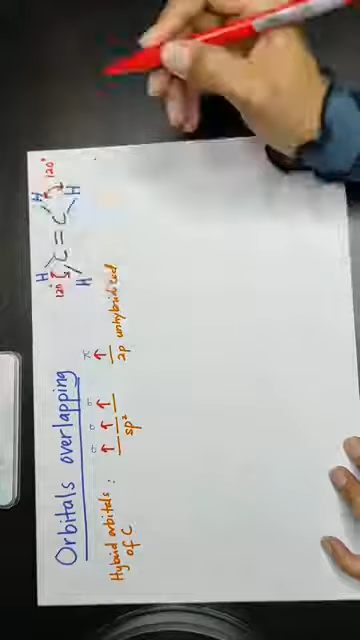 Orbitals overlapping
H H
C = C
H H
120° 120°
Hybrid orbitals of C :
σ σ σ π
↑ ↑ ↑ ↑
sp² 2p unhybridized